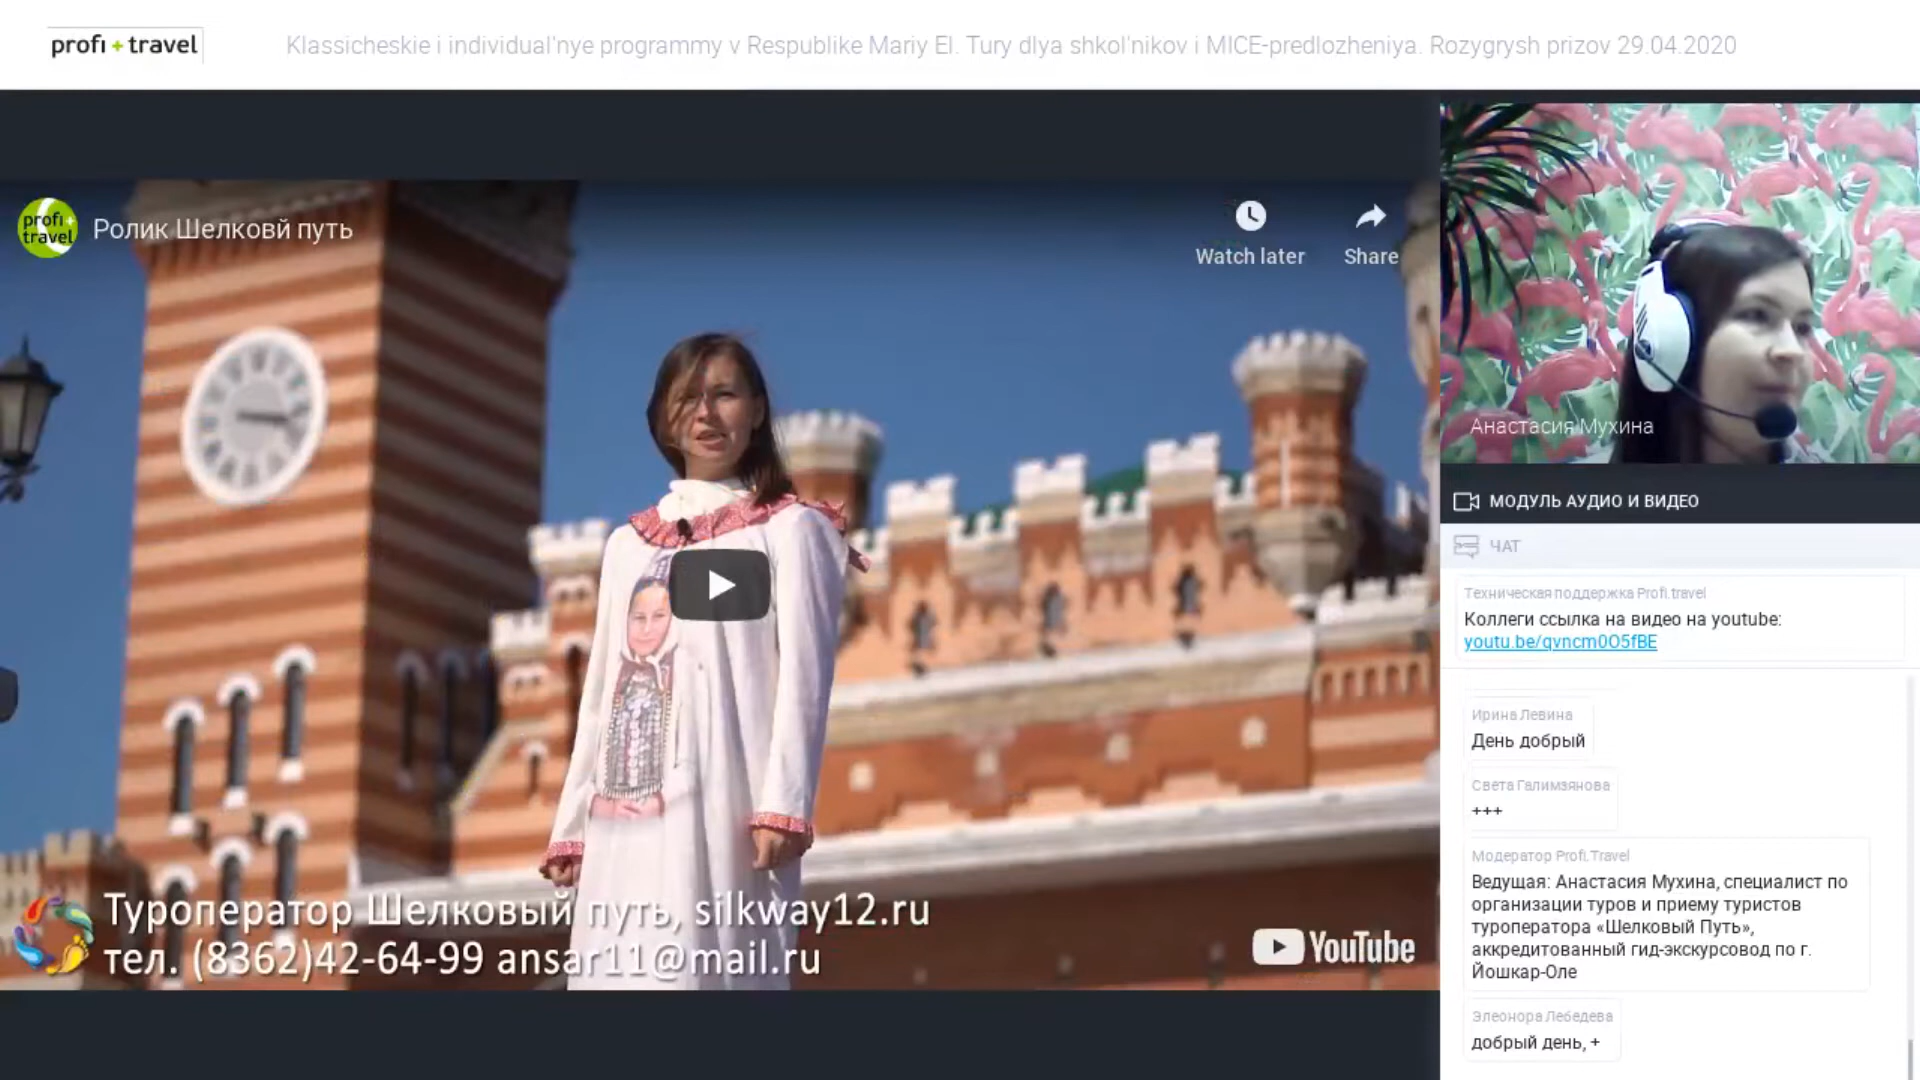 profi + travel
Klassicheskie i individual'nye programmy v Respublike Mariy El. Tury dlya shkol'nikov i MICE-predlozheniya. Rozygrysh prizov 29.04.2020
profi +
travel
Ролик Шелковй путь
Watch later
Share
Туроператор Шелковый путь, silkway12.ru
тел. (8362)42-64-99 ansar11@mail.ru
YouTube
Анастасия Мухина
МОДУЛЬ АУДИО И ВИДЕО
ЧАТ
Техническая поддержка Profi.travel
Коллеги ссылка на видео на youtube:
youtu.be/qvncm0O5fBE
Ирина Левина
День добрый
Света Галимзянова
+++
Модератор Profi.Travel
Ведущая: Анастасия Мухина, специалист по
организации туров и приему туристов
туроператора «Шелковый Путь»,
аккредитованный гид-экскурсовод по г.
Йошкар-Оле
Элеонора Лебедева
добрый день, +